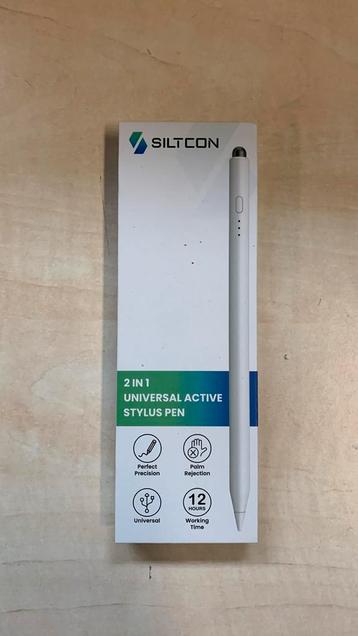 SILTCON
2 IN 1
UNIVERSAL ACTIVE
STYLUS PEN
Perfect
Precision
Palm
Rejection
Universal
12
HOURS
Working
Time